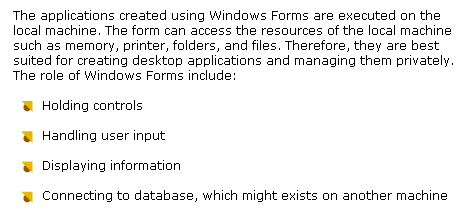 The applications created using Windows Forms are executed on the
local machine. The form can access the resources of the local machine
such as memory, printer, folders, and files. Therefore, they are best
suited for creating desktop applications and managing them privately.
The role of Windows Forms include:
Holding controls
Handling user input
Displaying information
Connecting to database, which might exists on another machine